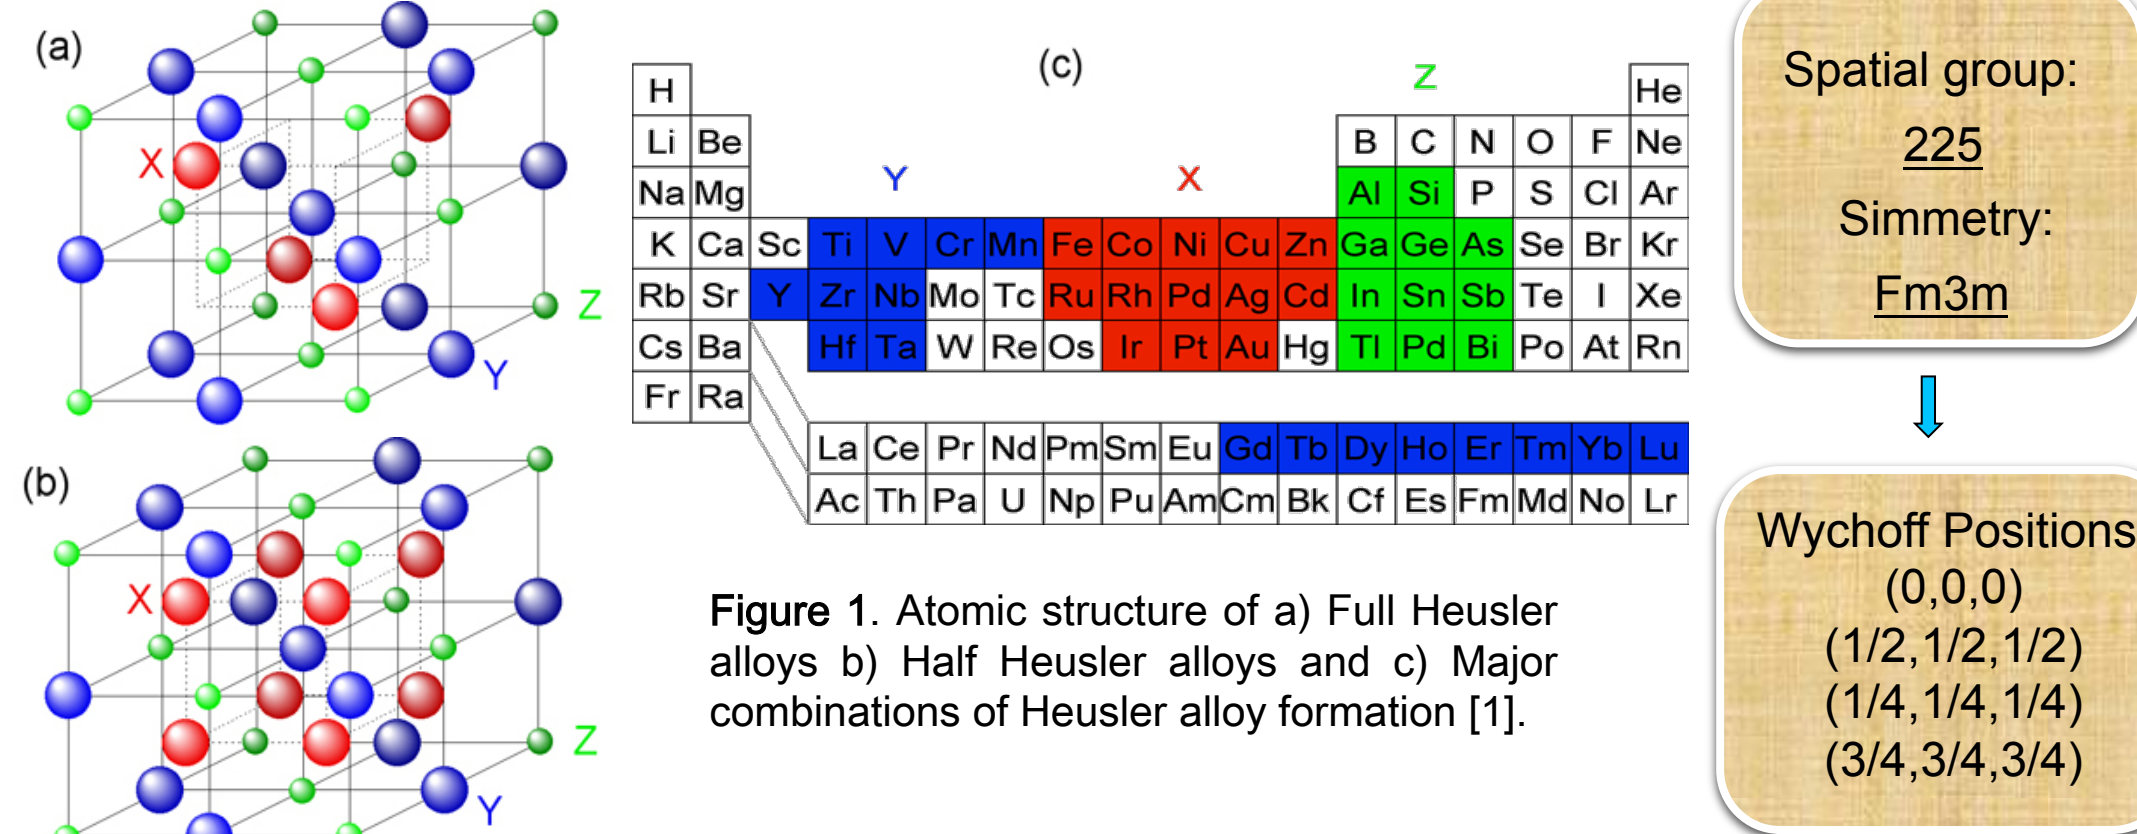 (a)
X
Z
Y
(b)
X
Z
Y
(c)
Z
Y
X
H He
Li Be B C N O F Ne
Na Mg Al Si P S Cl Ar
K Ca Sc Ti V Cr Mn Fe Co Ni Cu Zn Ga Ge As Se Br Kr
Rb Sr Y Zr Nb Mo Tc Ru Rh Pd Ag Cd In Sn Sb Te I Xe
Cs Ba Hf Ta W Re Os Ir Pt Au Hg Tl Pd Bi Po At Rn
Fr Ra
La Ce Pr Nd Pm Sm Eu Gd Tb Dy Ho Er Tm Yb Lu
Ac Th Pa U Np Pu Am Cm Bk Cf Es Fm Md No Lr
Figure 1. Atomic structure of a) Full Heusler
alloys b) Half Heusler alloys and c) Major
combinations of Heusler alloy formation [1].
Spatial group:
225
Simmetry:
Fm3m
Wychoff Positions
(0,0,0)
(1/2,1/2,1/2)
(1/4,1/4,1/4)
(3/4,3/4,3/4)